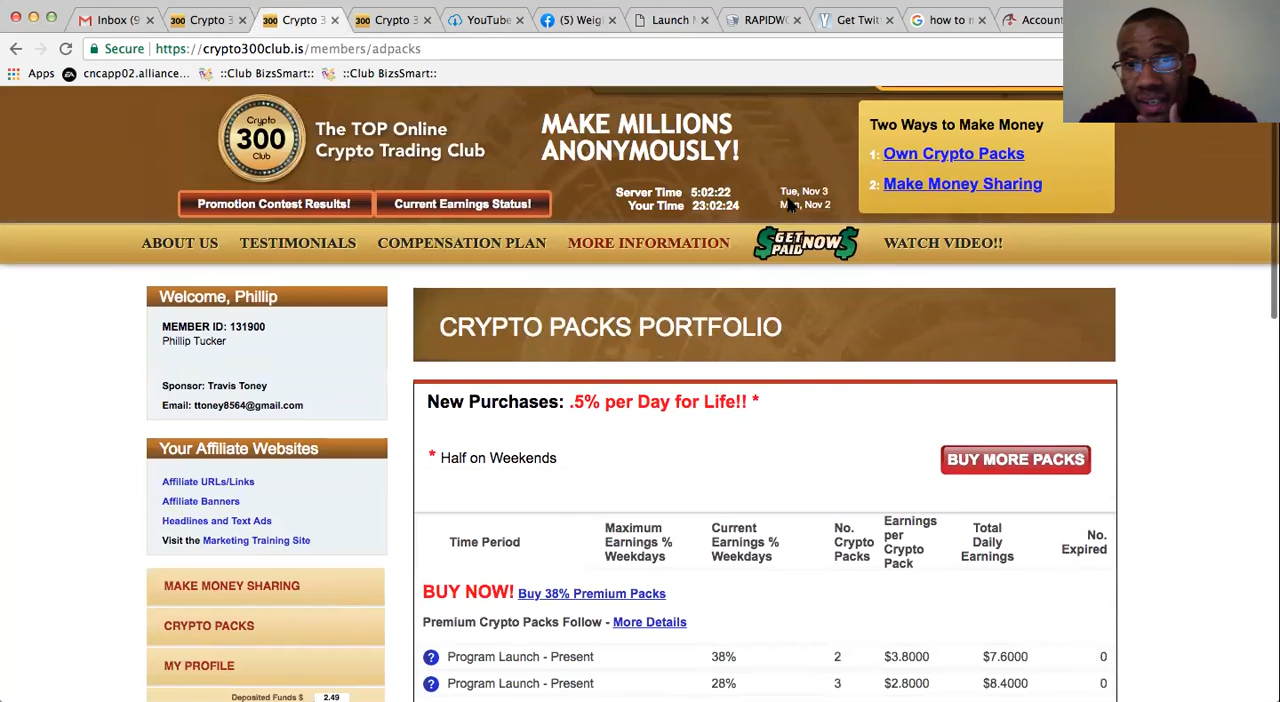 Inbox (9
Crypto 3
Crypto 3
Crypto 3
YouTube
(5) Weig
Launch M
RAPIDW
Get Twit
how to m
Account
Secure | https://crypto300club.is/members/adpacks
Apps
cncapp02.alliance...
::Club BizsSmart::
::Club BizsSmart::
Crypto
300
Club
The TOP Online
Crypto Trading Club
MAKE MILLIONS
ANONYMOUSLY!
Two Ways to Make Money
1: Own Crypto Packs
2: Make Money Sharing
Promotion Contest Results!
Current Earnings Status!
Server Time 5:02:22 Tue, Nov 3
Your Time 23:02:24 Nov 2
ABOUT US
TESTIMONIALS
COMPENSATION PLAN
MORE INFORMATION
GET PAID NOW
WATCH VIDEO!!
Welcome, Phillip
MEMBER ID: 131900
Phillip Tucker
Sponsor: Travis Toney
Email: ttoney8564@gmail.com
Your Affiliate Websites
Affiliate URLs/Links
Affiliate Banners
Headlines and Text Ads
Visit the Marketing Training Site
MAKE MONEY SHARING
CRYPTO PACKS
MY PROFILE
Deposited Funds $ 2.49
CRYPTO PACKS PORTFOLIO
New Purchases: .5% per Day for Life!! *
* Half on Weekends
BUY MORE PACKS
Time Period
Maximum Earnings % Weekdays
Current Earnings % Weekdays
No. Crypto Packs
Earnings per Crypto Pack
Total Daily Earnings
No. Expired
BUY NOW! Buy 38% Premium Packs
Premium Crypto Packs Follow - More Details
? Program Launch - Present 38% 2 $3.8000 $7.6000 0
? Program Launch - Present 28% 3 $2.8000 $8.4000 0